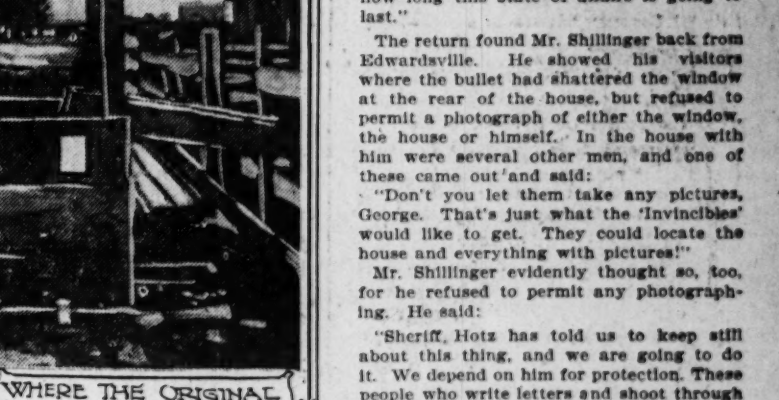 last."
The return found Mr. Shillinger back from
Edwardsville. He showed his visitors
where the bullet had shattered the window
at the rear of the house, but refused to
permit a photograph of either the window,
the house or himself. In the house with
him were several other men, and one of
these came out and said:
"Don't you let them take any pictures,
George. That's just what the 'Invincibles'
would like to get. They could locate the
house and everything with pictures!"
Mr. Shillinger evidently thought so, too,
for he refused to permit any photograph-
ing. He said:
"Sheriff, Hotz has told us to keep still
about this thing, and we are going to do
it. We depend on him for protection. These
people who write letters and shoot through
WHERE THE ORIGINAL